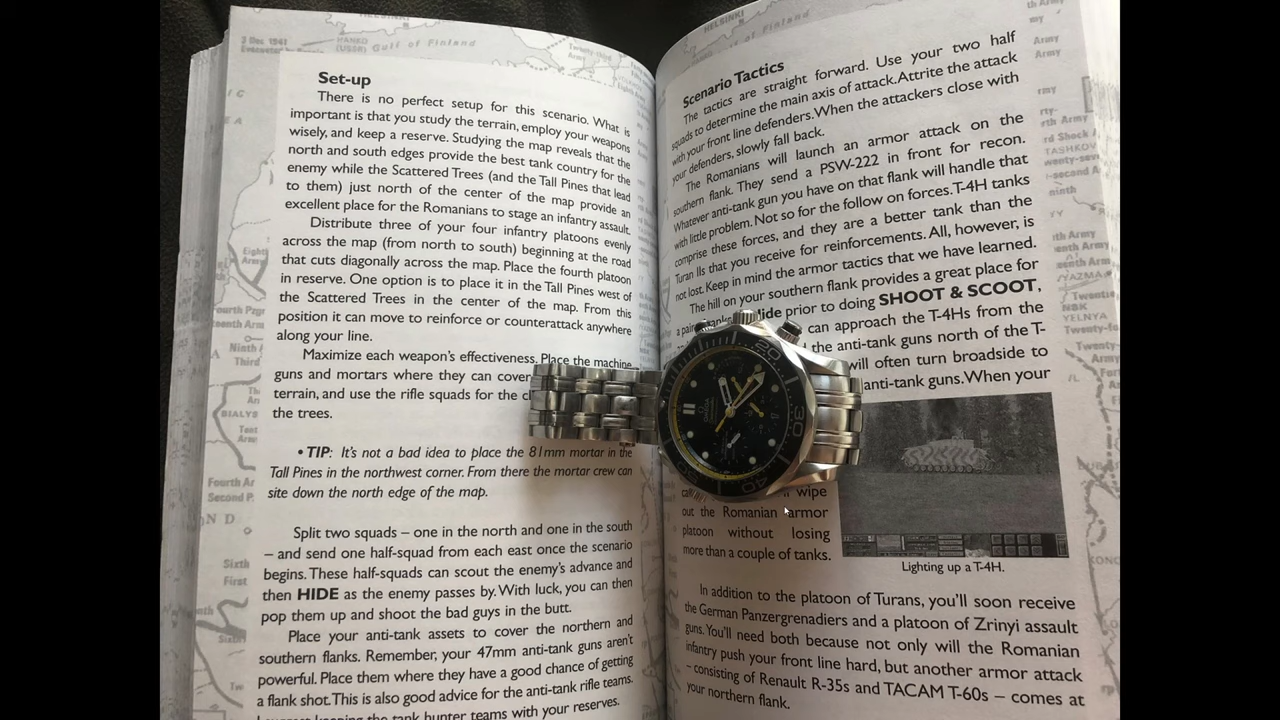 Set-up
There is no perfect setup for this scenario. What is
important is that you study the terrain, employ your weapons
wisely, and keep a reserve. Studying the map reveals that the
north and south edges provide the best tank country for the
enemy while the Scattered Trees (and the Tall Pines that lead
to them) just north of the center of the map provide an
excellent place for the Romanians to stage an infantry assault.
Distribute three of your four infantry platoons evenly
across the map (from north to south) beginning at the road
that cuts diagonally across the map. Place the fourth platoon
in reserve. One option is to place it in the Tall Pines west of
the Scattered Trees in the center of the map. From this
position it can move to reinforce or counterattack anywhere
along your line.
Maximize each weapon's effectiveness. Place the machine
guns and mortars where they can cover
terrain, and use the rifle squads for the
the trees.
• TIP: It's not a bad idea to place the 81mm mortar in the
Tall Pines in the northwest corner. From there the mortar crew can
site down the north edge of the map.
Split two squads – one in the north and one in the south
– and send one half-squad from each east once the scenario
begins. These half-squads can scout the enemy's advance and
then HIDE as the enemy passes by. With luck, you can then
pop them up and shoot the bad guys in the butt.
Place your anti-tank assets to cover the northern and
southern flanks. Remember, your 47mm anti-tank guns aren't
powerful. Place them where they have a good chance of getting
a flank shot. This is also good advice for the anti-tank rifle teams.
keeping the tank hunter teams with your reserves.
Scenario Tactics
The tactics are straight forward. Use your two half
squads to determine the main axis of attack. Attrite the attack
with your front line defenders. When the attackers close with
your defenders, slowly fall back.
The Romanians will launch an armor attack on the
southern flank. They send a PSW-222 in front for recon.
Whatever anti-tank gun you have on that flank will handle that
with little problem. Not so for the follow on forces. T-4H tanks
comprise these forces, and they are a better tank than the
Turan IIs that you receive for reinforcements. All, however, is
not lost. Keep in mind the armor tactics that we have learned.
The hill on your southern flank provides a great place for
prior to doing SHOOT & SCOOT,
can approach the T-4Hs from the
the anti-tank guns north of the T-
will often turn broadside to
anti-tank guns. When your
wipe
out the Romanian armor
platoon without losing
more than a couple of tanks.
Lighting up a T-4H.
In addition to the platoon of Turans, you'll soon receive
the German Panzergrenadiers and a platoon of Zrinyi assault
guns. You'll need both because not only will the Romanian
infantry push your front line hard, but another armor attack
– consisting of Renault R-35s and TACAM T-60s – comes at
your northern flank.
3 Dec 1941
HANKO
(USSR)
Gulf of Finland
HELSINKI
of Finland
OMEGA
20
30
40